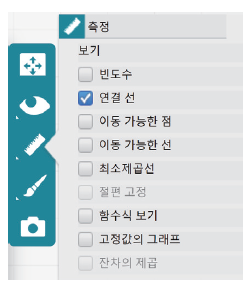 측정
보기
빈도수
연결 선
이동 가능한 점
이동 가능한 선
최소제곱선
절편 고정
함수식 보기
고정값의 그래프
잔차의 제곱